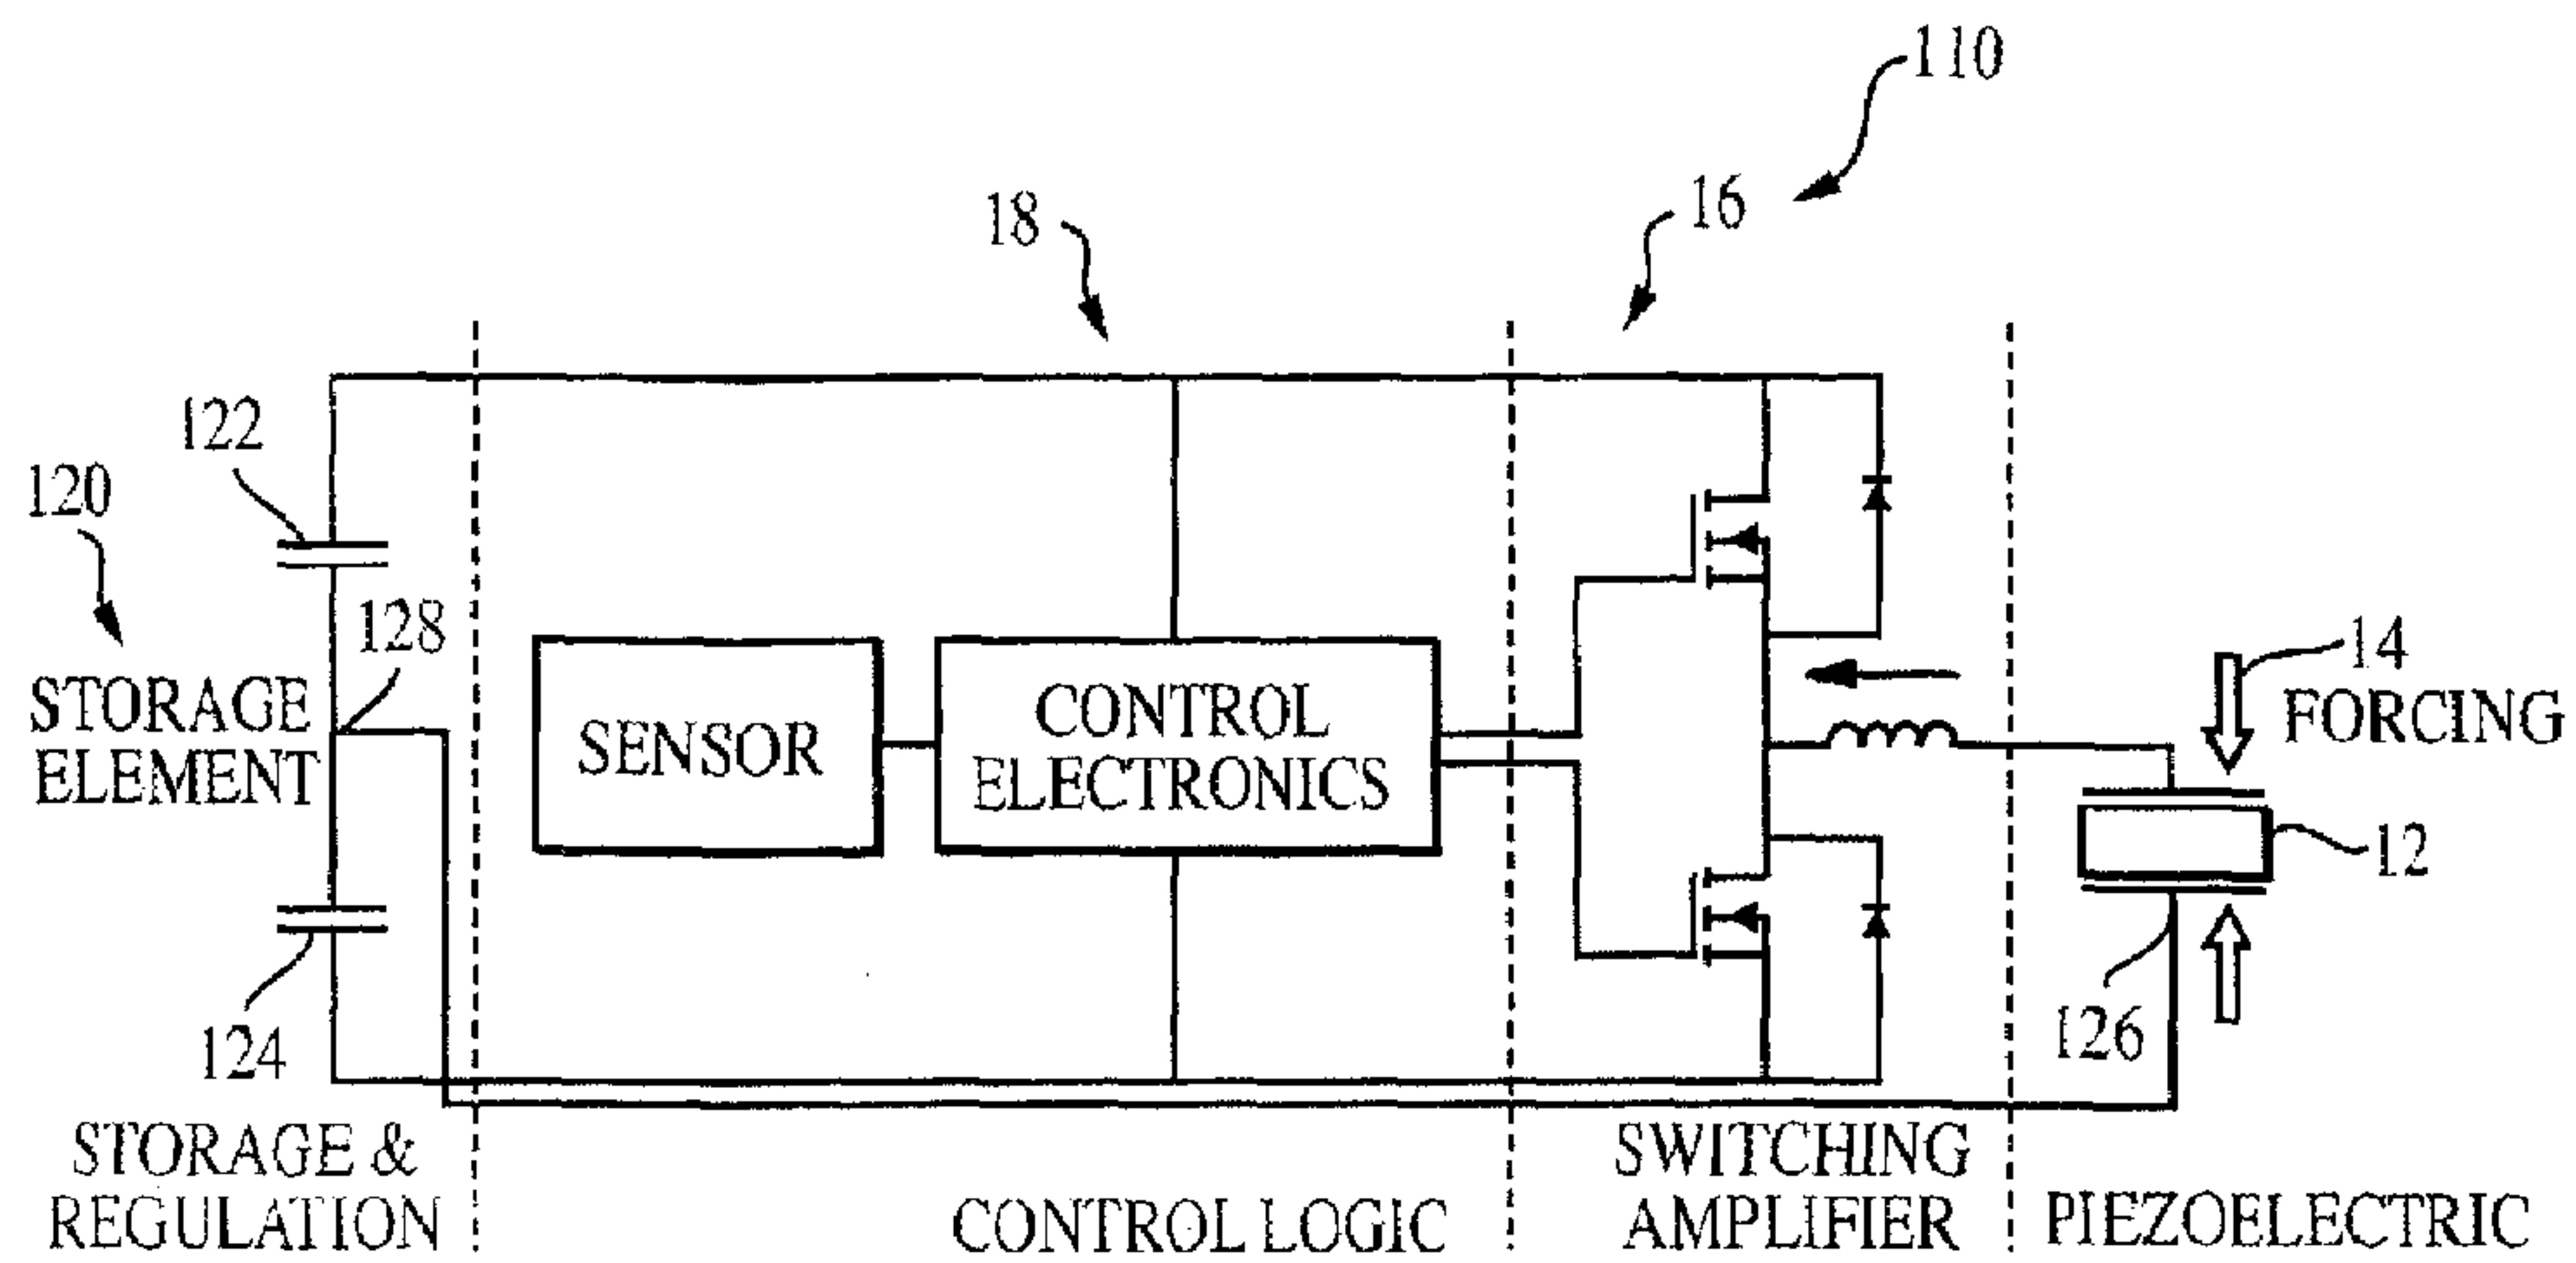 110
18
16
122
120
128
STORAGE
ELEMENT
SENSOR
CONTROL
ELECTRONICS
14
FORCING
12
124
126
STORAGE &
REGULATION
CONTROL LOGIC
SWITCHING
AMPLIFIER
PIEZOELECTRIC